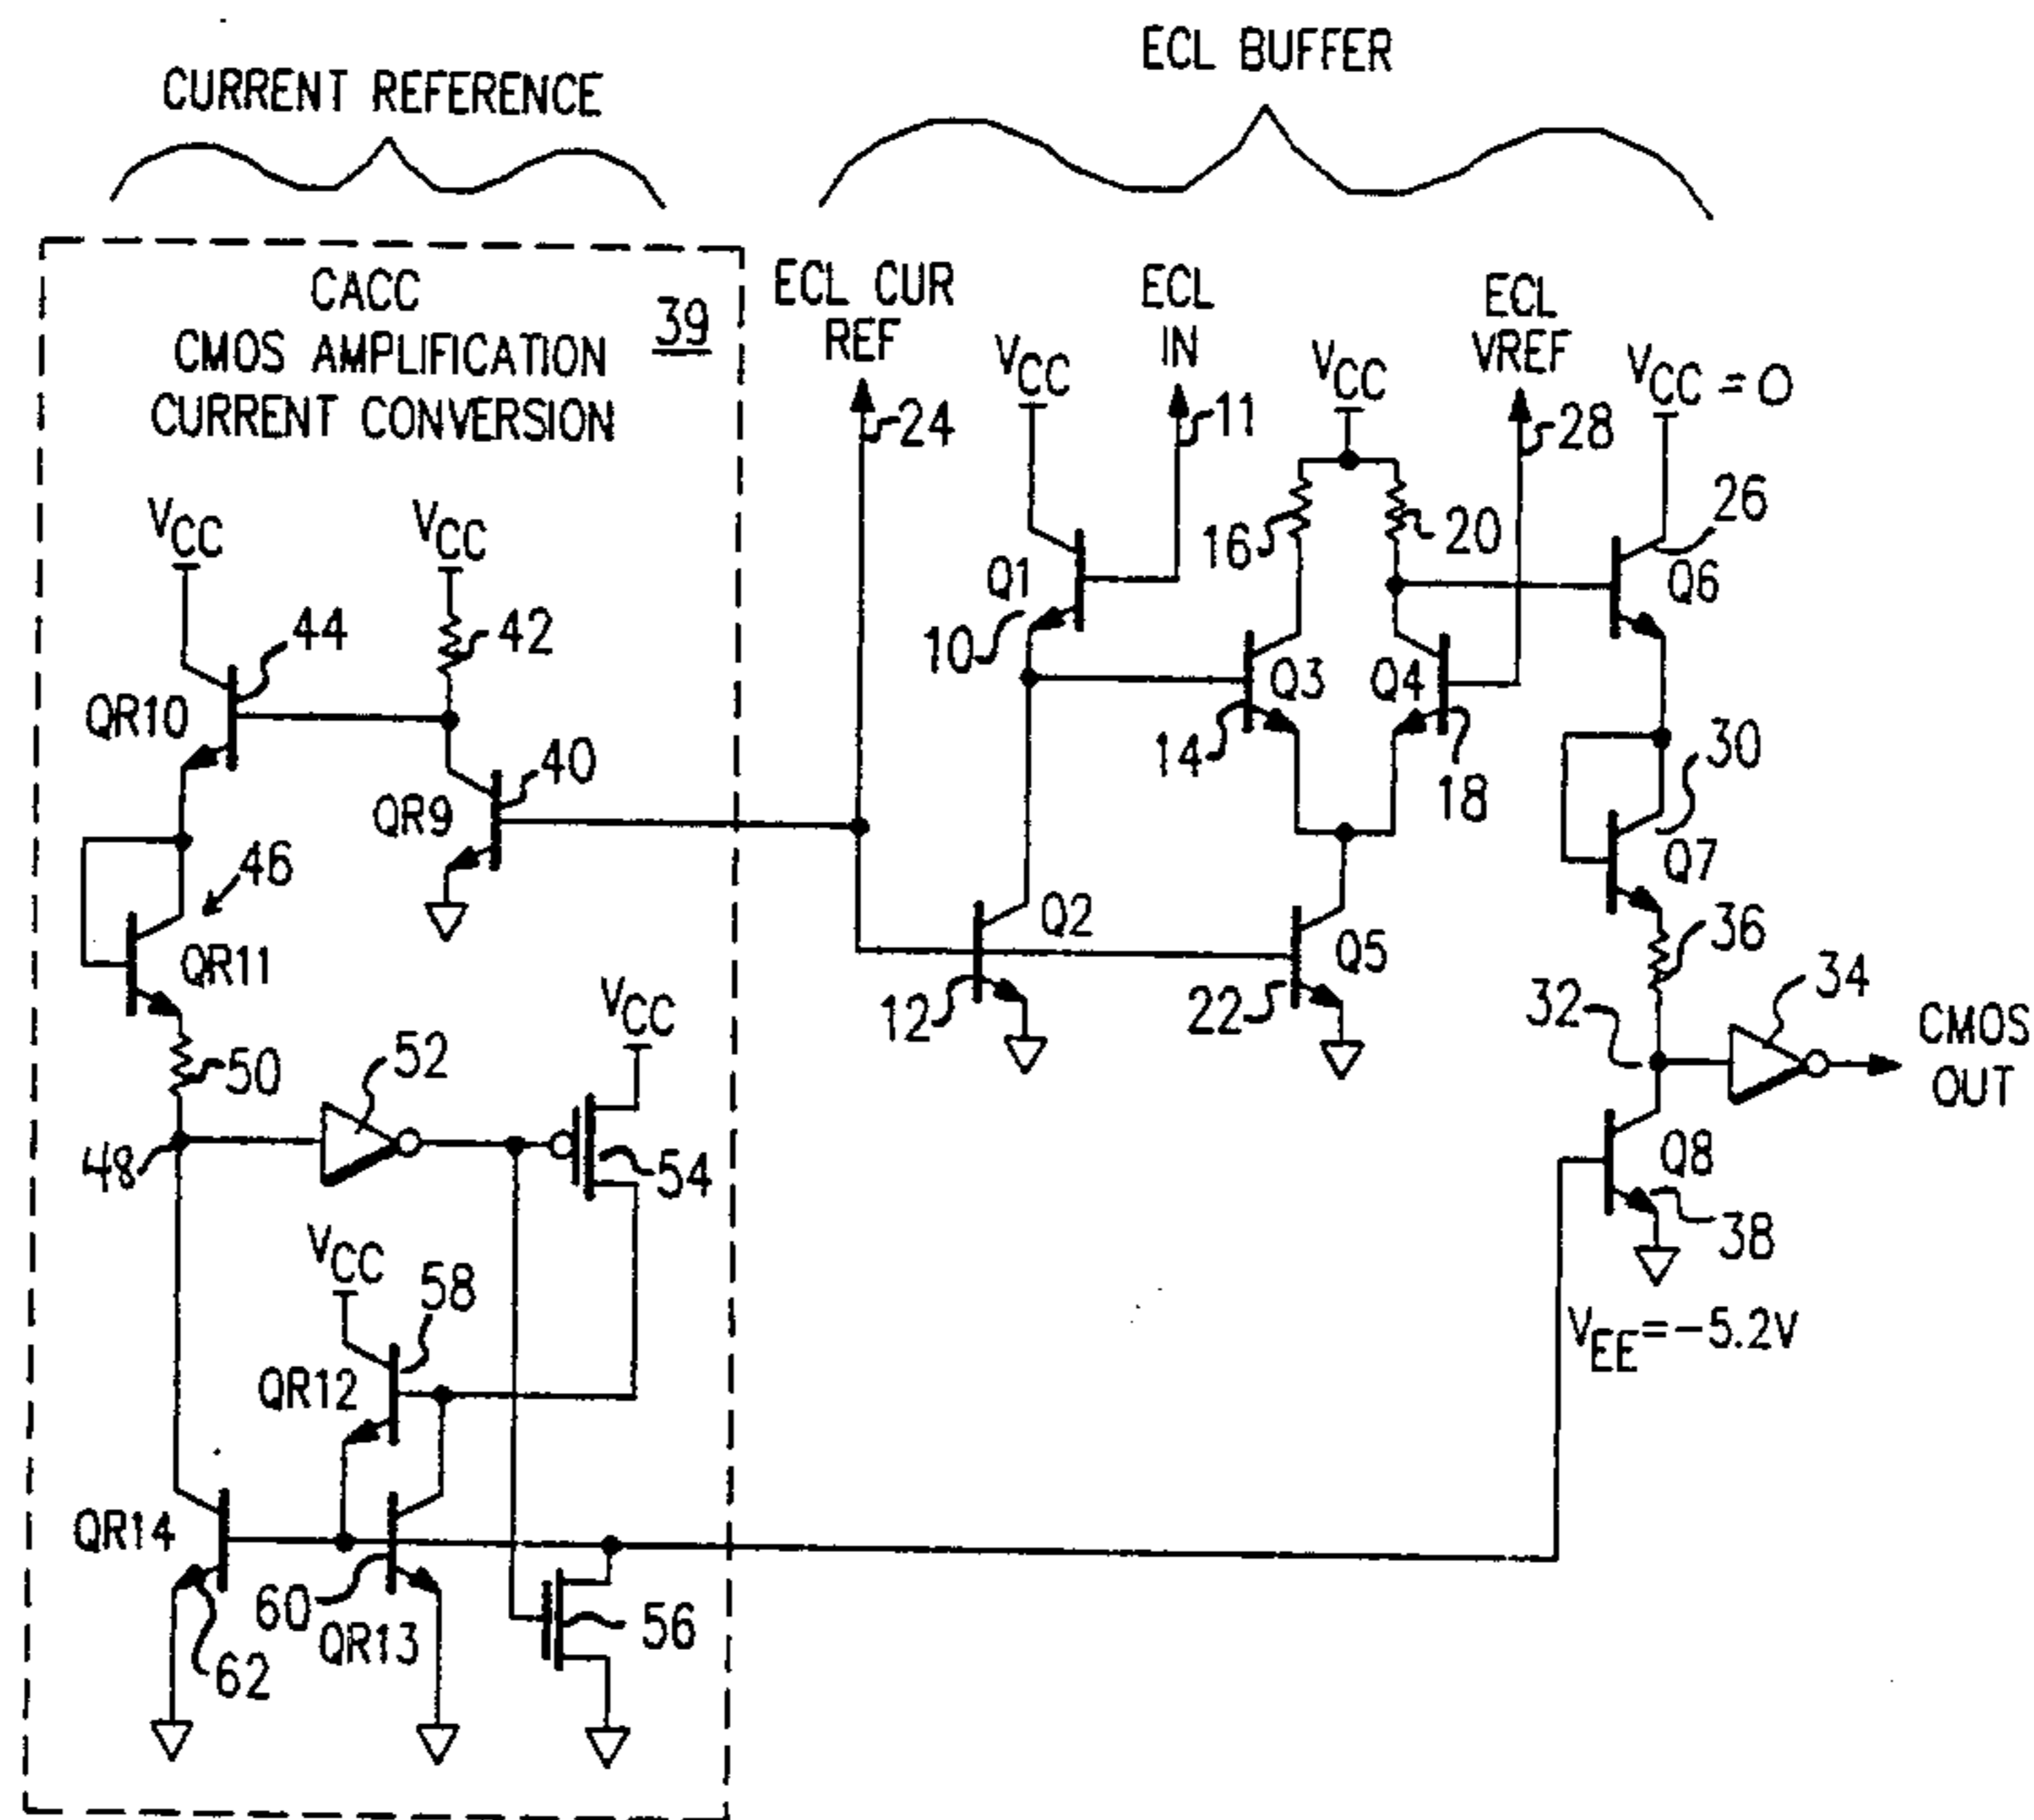 CURRENT REFERENCE
ECL BUFFER
CACC
CMOS AMPLIFICATION
CURRENT CONVERSION
39
ECL CUR
REF
24
ECL
IN
11
ECL
VREF
28
VCC
VCC
VCC = 0
16
20
26
Q1
10
Q6
VCC
VCC
44
42
QR10
Q3
Q4
14
18
30
40
QR9
Q7
46
QR11
Q2
Q5
12
22
36
34
32
CMOS
OUT
VCC
50
52
48
54
Q8
38
VEE=-5.2V
VCC
58
QR12
QR14
60
QR13
56
62